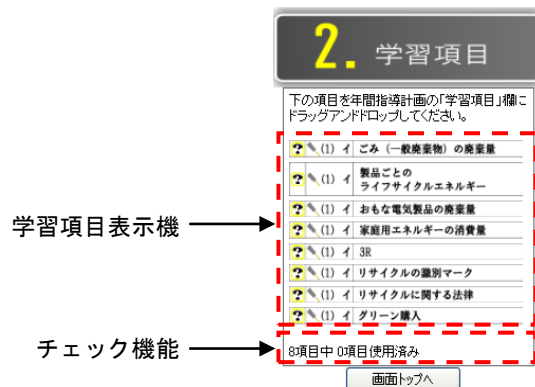 2. 学習項目
下の項目を年間指導計画の「学習項目」欄に
ドラッグアンドドロップしてください。
? (1) イ ごみ（一般廃棄物）の廃棄量
? (1) イ 製品ごとの
ライフサイクルエネルギー
? (1) イ おもな電気製品の廃棄量
? (1) イ 家庭用エネルギーの消費量
? (1) イ 3R
? (1) イ リサイクルの識別マーク
? (1) イ リサイクルに関する法律
? (1) イ グリーン購入
学習項目表示機
チェック機能
8項目中 0項目使用済み
画面トップへ